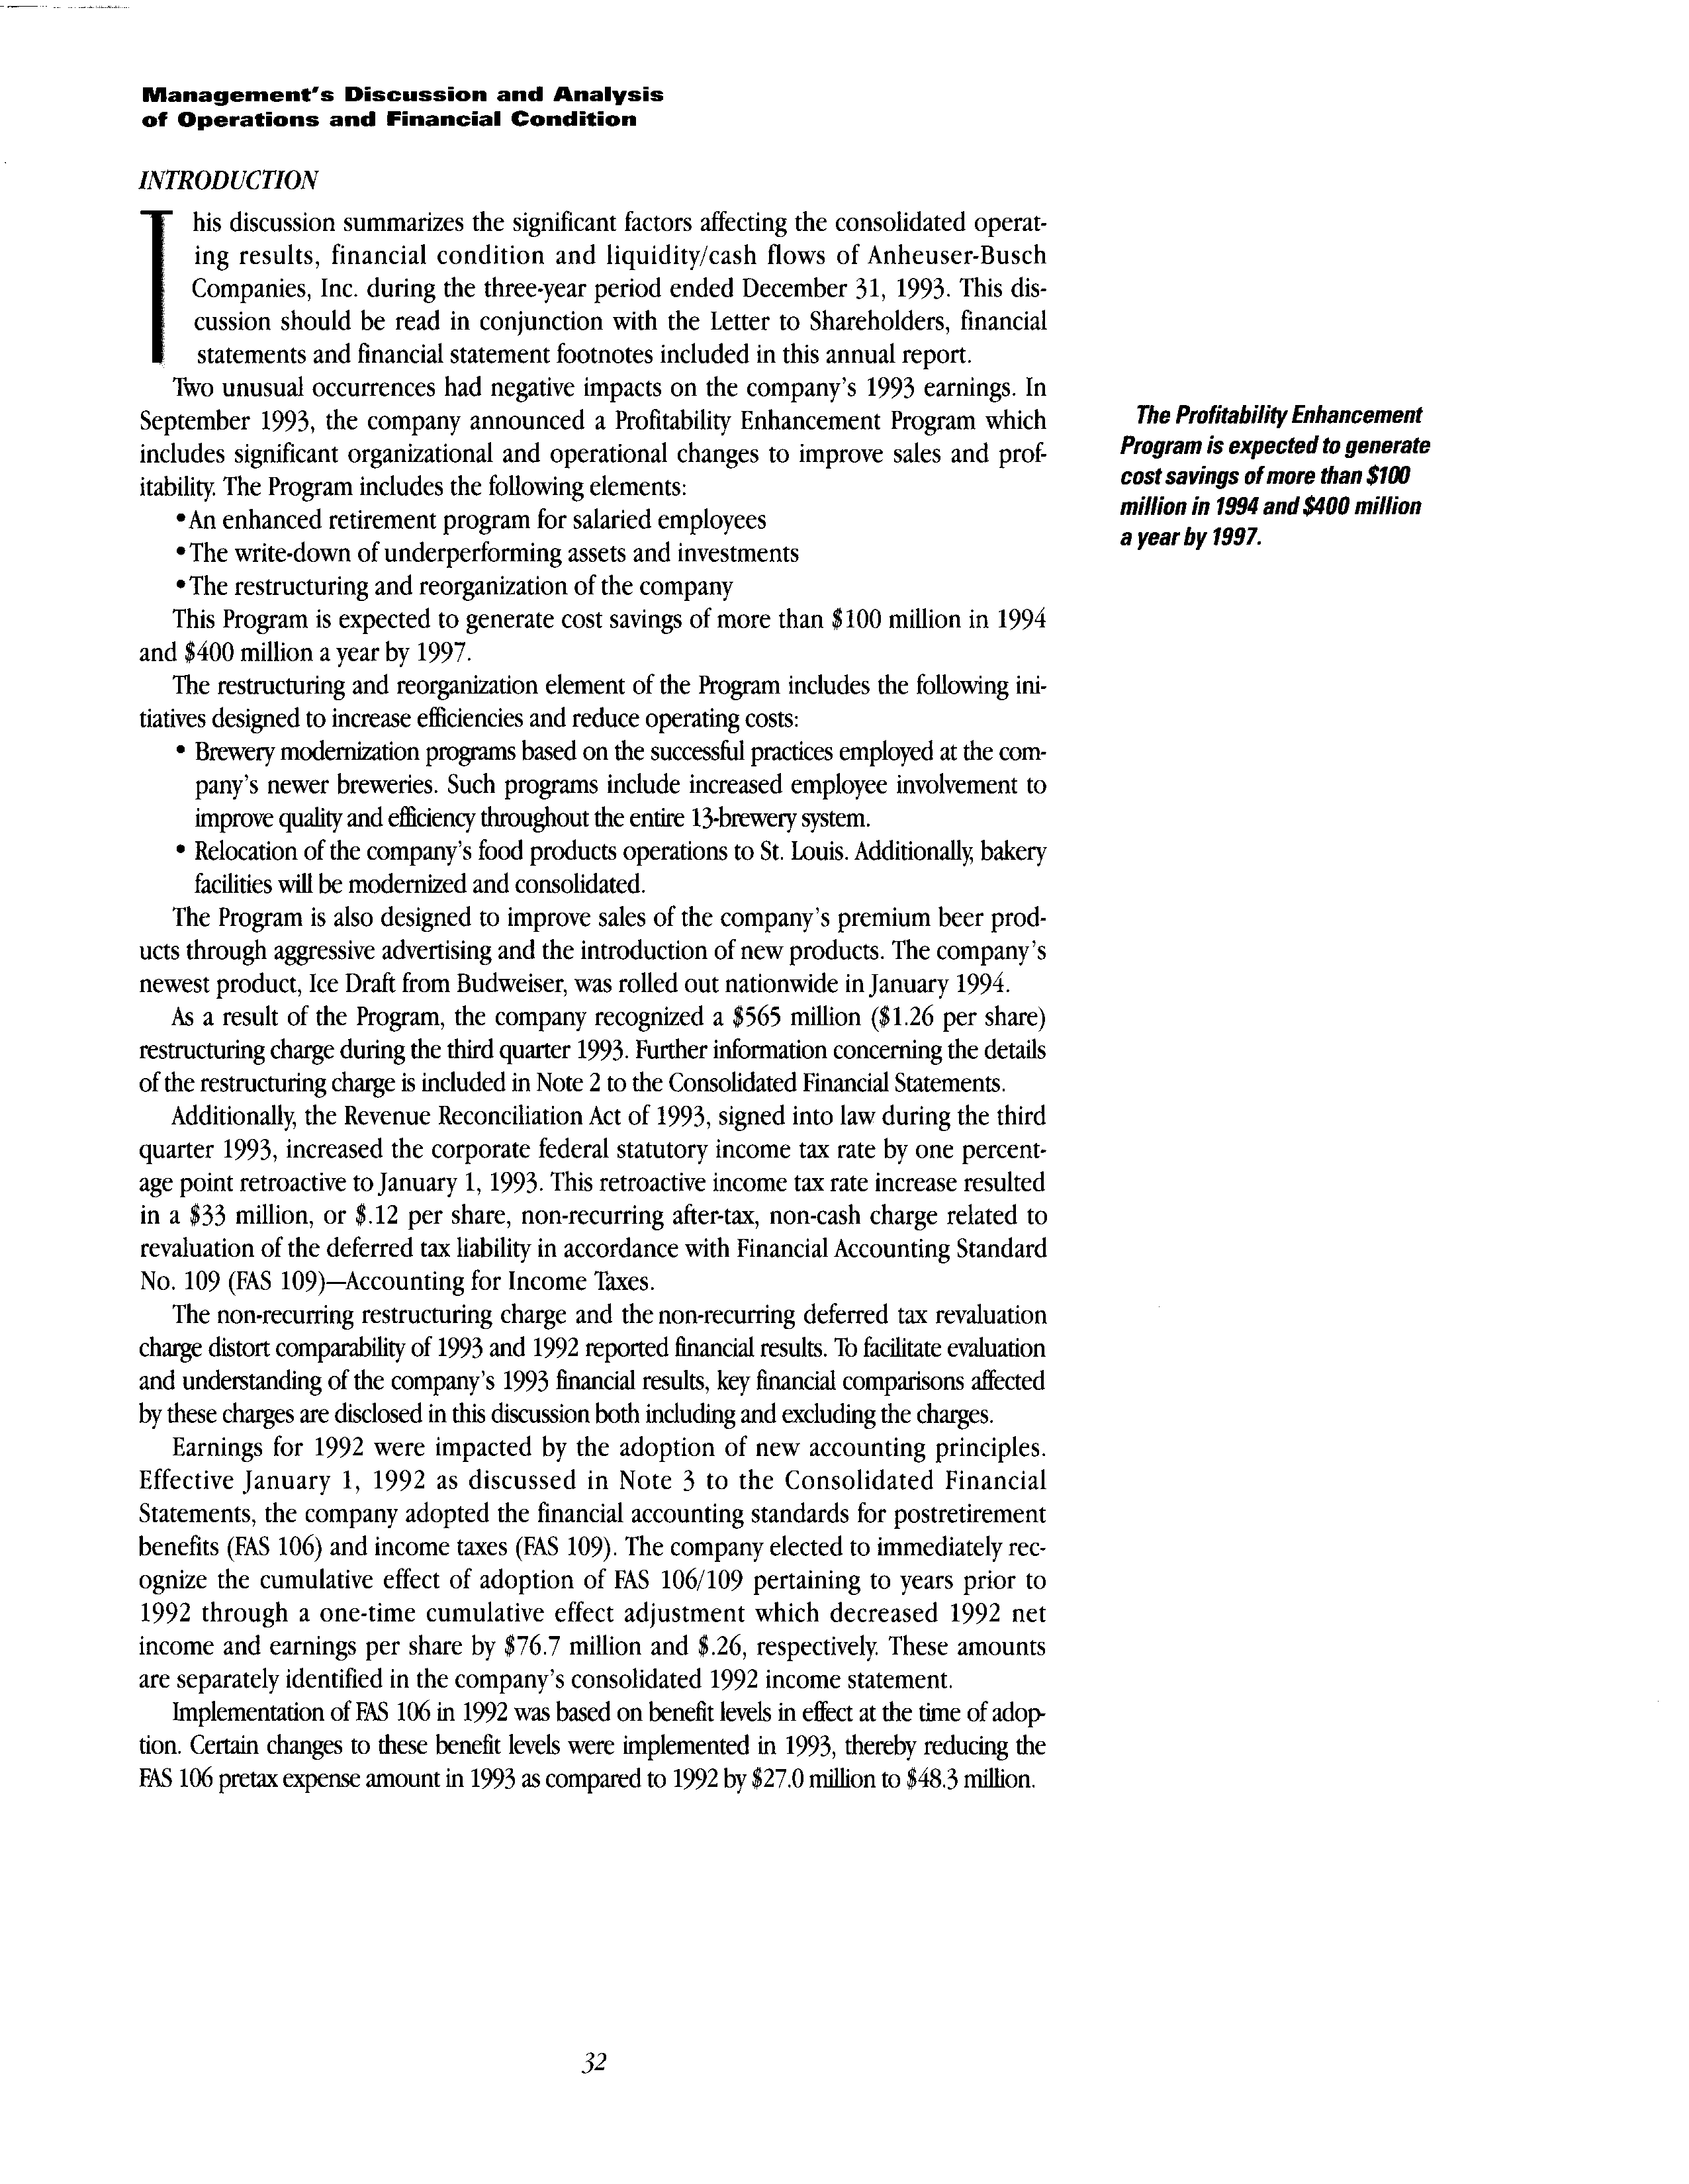 Management's Discussion and Analysis
of Operations and Financial Condition
INTRODUCTION
This discussion summarizes the significant factors affecting the consolidated operat-
ing results, financial condition and liquidity/cash flows of Anheuser-Busch
Companies, Inc. during the three-year period ended December 31, 1993. This dis-
cussion should be read in conjunction with the Letter to Shareholders, financial
statements and financial statement footnotes included in this annual report.
Two unusual occurrences had negative impacts on the company's 1993 earnings. In
September 1993, the company announced a Profitability Enhancement Program which
includes significant organizational and operational changes to improve sales and prof-
itability. The Program includes the following elements:
•An enhanced retirement program for salaried employees
•The write-down of underperforming assets and investments
•The restructuring and reorganization of the company
This Program is expected to generate cost savings of more than $100 million in 1994
and $400 million a year by 1997.
The restructuring and reorganization element of the Program includes the following ini-
tiatives designed to increase efficiencies and reduce operating costs:
• Brewery modernization programs based on the successful practices employed at the com-
pany's newer breweries. Such programs include increased employee involvement to
improve quality and efficiency throughout the entire 13-brewery system.
• Relocation of the company's food products operations to St. Louis. Additionally, bakery
facilities will be modernized and consolidated.
The Program is also designed to improve sales of the company's premium beer prod-
ucts through aggressive advertising and the introduction of new products. The company's
newest product, Ice Draft from Budweiser, was rolled out nationwide in January 1994.
As a result of the Program, the company recognized a $565 million ($1.26 per share)
restructuring charge during the third quarter 1993. Further information concerning the details
of the restructuring charge is included in Note 2 to the Consolidated Financial Statements.
Additionally, the Revenue Reconciliation Act of 1993, signed into law during the third
quarter 1993, increased the corporate federal statutory income tax rate by one percent-
age point retroactive to January 1, 1993. This retroactive income tax rate increase resulted
in a $33 million, or $.12 per share, non-recurring after-tax, non-cash charge related to
revaluation of the deferred tax liability in accordance with Financial Accounting Standard
No. 109 (FAS 109)—Accounting for Income Taxes.
The non-recurring restructuring charge and the non-recurring deferred tax revaluation
charge distort comparability of 1993 and 1992 reported financial results. To facilitate evaluation
and understanding of the company's 1993 financial results, key financial comparisons affected
by these charges are disclosed in this discussion both including and excluding the charges.
Earnings for 1992 were impacted by the adoption of new accounting principles.
Effective January 1, 1992 as discussed in Note 3 to the Consolidated Financial
Statements, the company adopted the financial accounting standards for postretirement
benefits (FAS 106) and income taxes (FAS 109). The company elected to immediately rec-
ognize the cumulative effect of adoption of FAS 106/109 pertaining to years prior to
1992 through a one-time cumulative effect adjustment which decreased 1992 net
income and earnings per share by $76.7 million and $.26, respectively. These amounts
are separately identified in the company's consolidated 1992 income statement.
Implementation of FAS 106 in 1992 was based on benefit levels in effect at the time of adop-
tion. Certain changes to these benefit levels were implemented in 1993, thereby reducing the
FAS 106 pretax expense amount in 1993 as compared to 1992 by $27.0 million to $48.3 million.
The Profitability Enhancement
Program is expected to generate
cost savings of more than $100
million in 1994 and $400 million
a year by 1997.
32